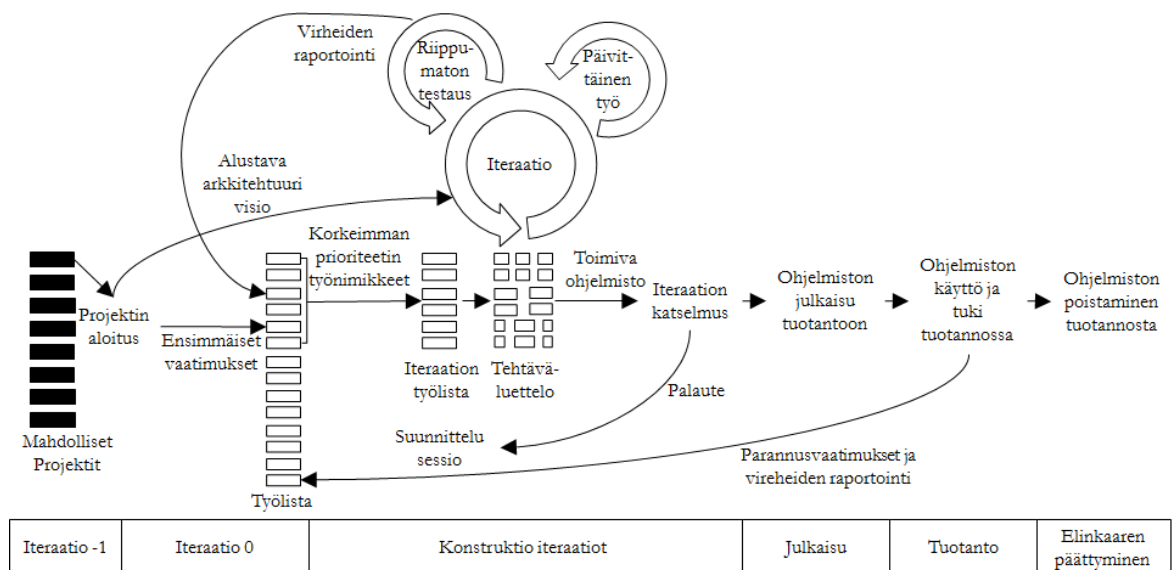 Virheiden
raportointi
Riippu-
maton
testaus
Päivit-
täinen
työ
Iteraatio
Alustava
arkkitehtuuri
visio
Korkeimman
prioriteetin
työnimikkeet
Toimiva
ohjelmisto
Projektin
aloitus
Ensimmäiset
vaatimukset
Iteraation
katselmus
Ohjelmiston
julkaisu
tuotantoon
Ohjelmiston
käyttö ja
tuki
tuotannossa
Ohjelmiston
poistaminen
tuotannosta
Iteraation
työlista
Tehtävä-
luettelo
Palaute
Mahdolliset
Projektit
Suunnittelu
sessio
Parannusvaatimukset ja
vireheiden raportointi
Työlista
Iteraatio -1
Iteraatio 0
Konstruktio iteraatiot
Julkaisu
Tuotanto
Elinkaaren
päättyminen